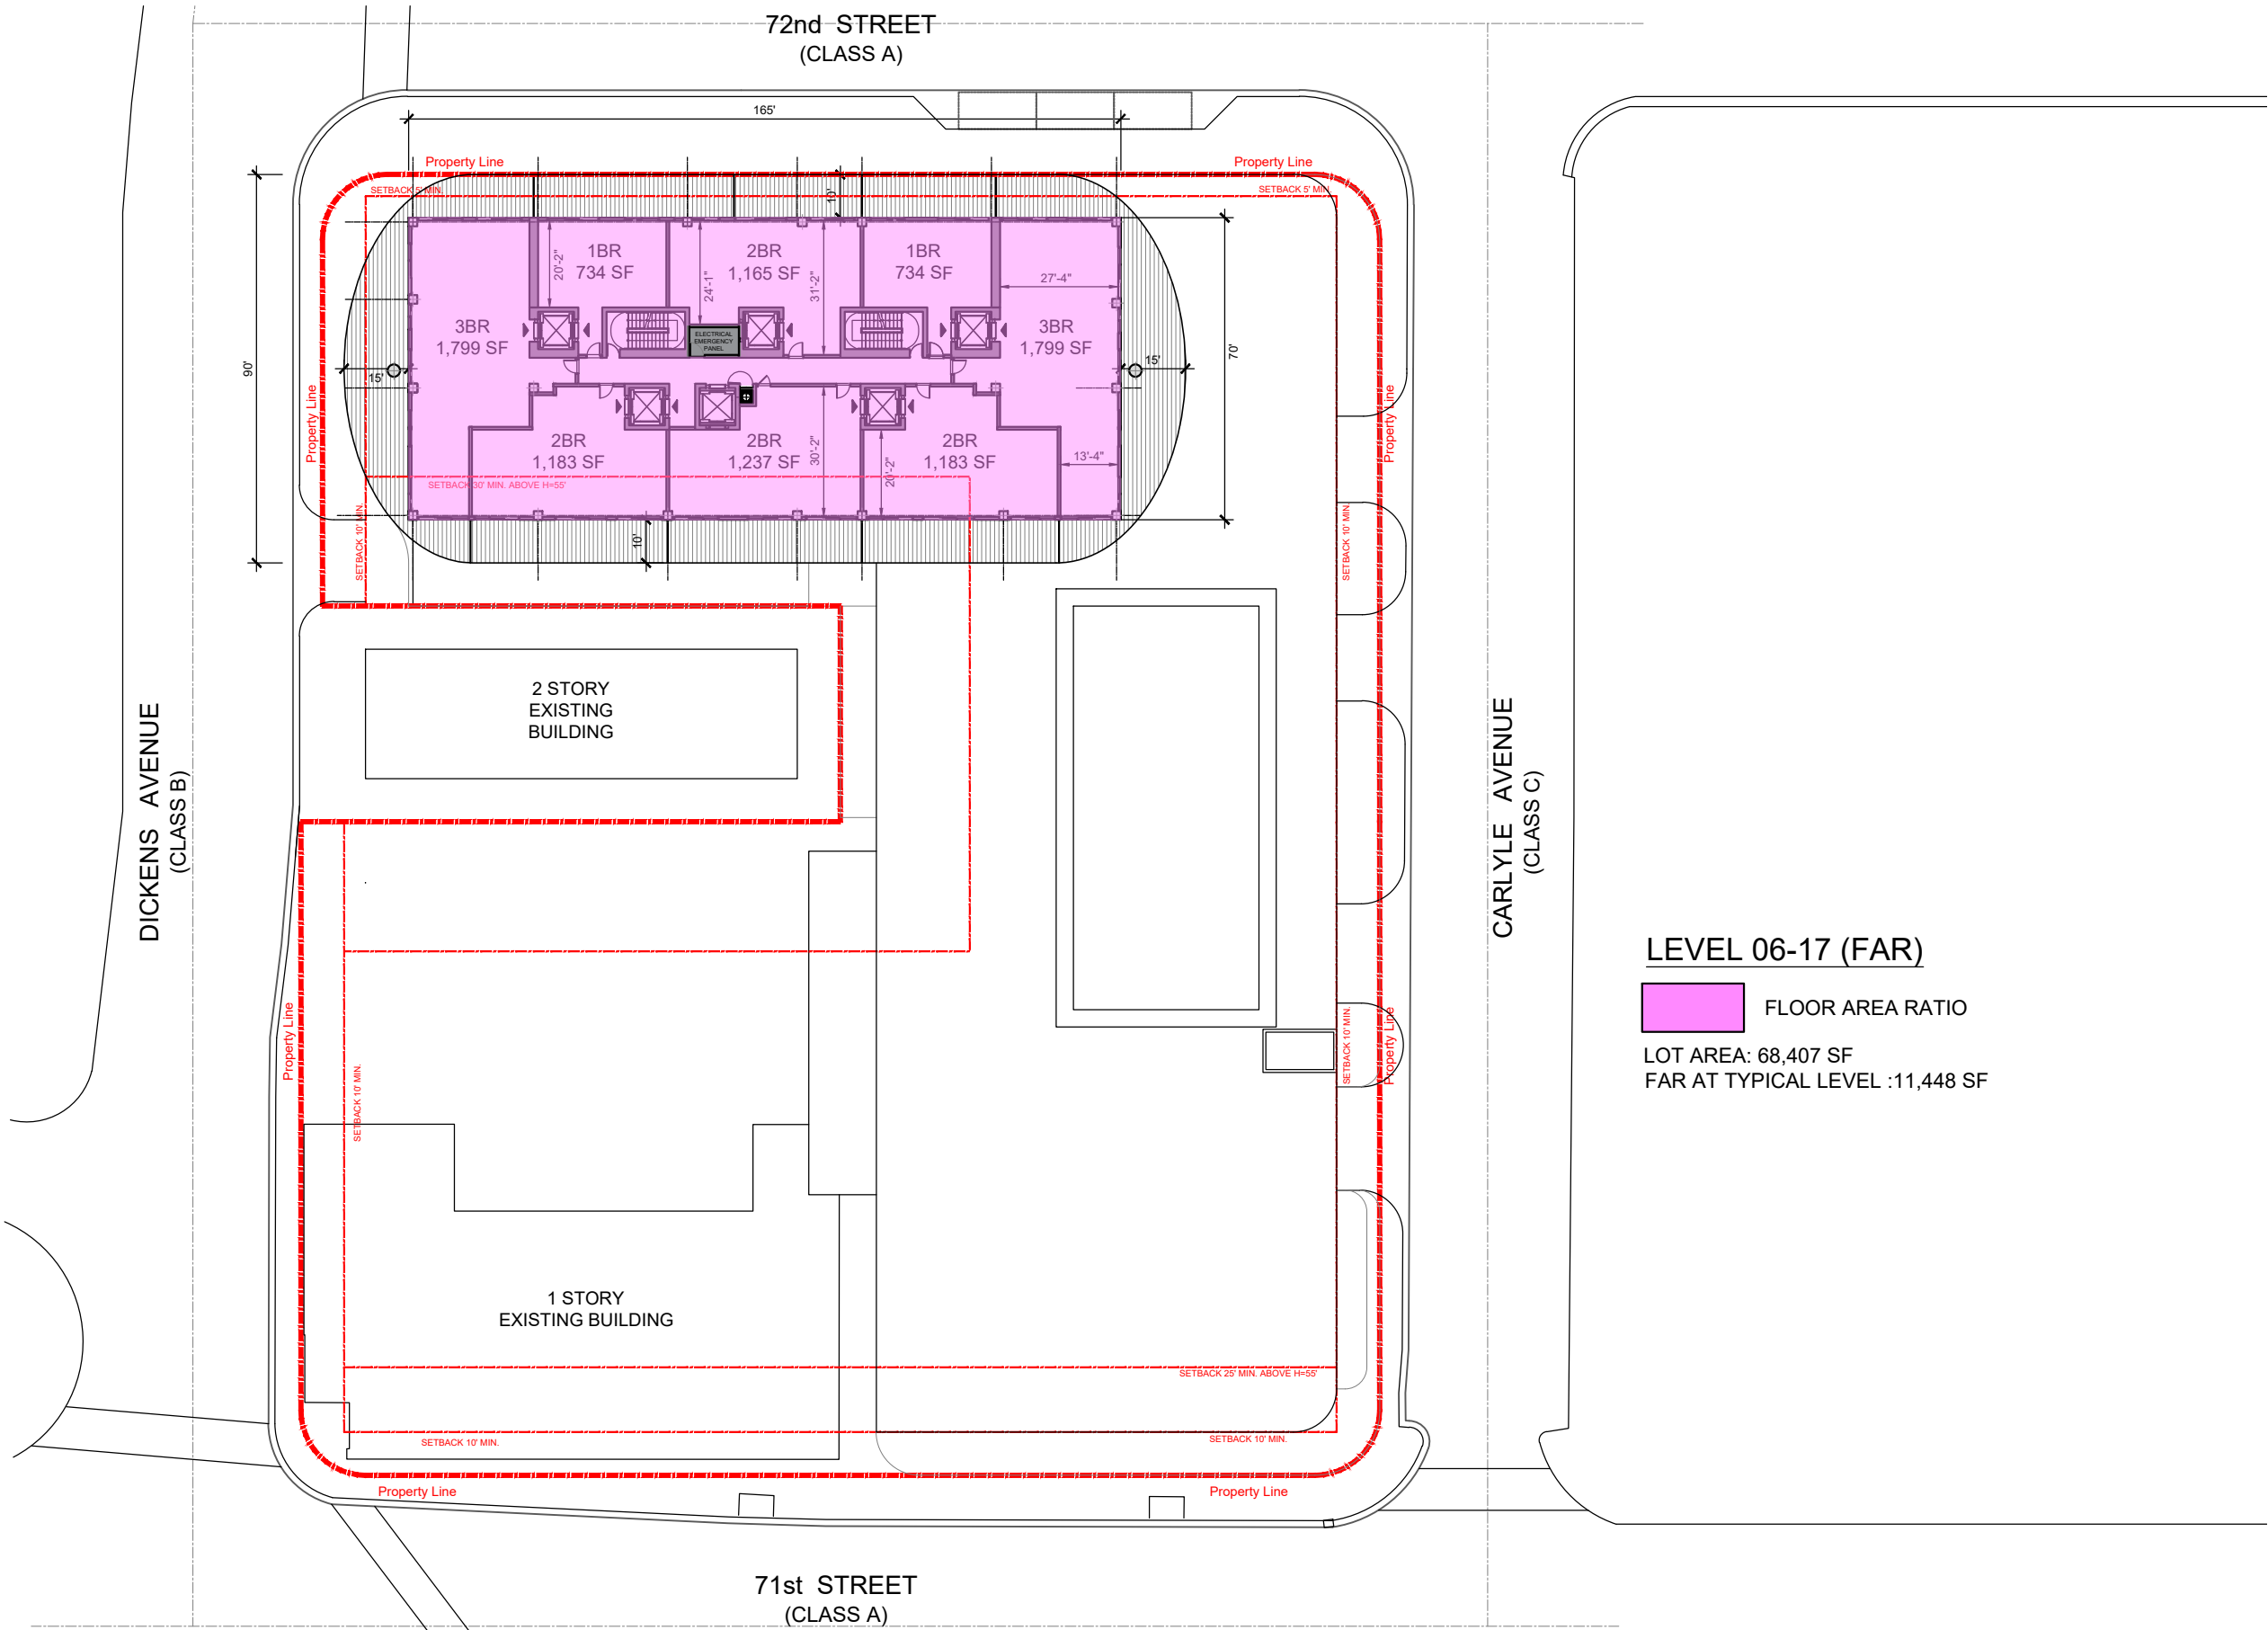 72nd STREET
(CLASS A)
165'
Property Line
Property Line
SETBACK 5' MIN.
SETBACK 5' MIN.
10'
1BR
734 SF
2BR
1,165 SF
1BR
734 SF
20'-2"
24'-1"
31'-2"
27'-4"
3BR
1,799 SF
ELECTRICAL
EMERGENCY
PANEL
3BR
1,799 SF
90'
70'
15'
15'
Property Line
Property Line
2BR
1,183 SF
2BR
1,237 SF
2BR
1,183 SF
30'-2"
20'-2"
13'-4"
SETBACK 30' MIN. ABOVE H=55'
SETBACK 10' MIN.
SETBACK 10' MIN.
10'
2 STORY
EXISTING
BUILDING
DICKENS AVENUE
(CLASS B)
CARLYLE AVENUE
(CLASS C)
LEVEL 06-17 (FAR)
FLOOR AREA RATIO
LOT AREA: 68,407 SF
FAR AT TYPICAL LEVEL :11,448 SF
Property Line
Property Line
SETBACK 10' MIN.
SETBACK 10' MIN.
1 STORY
EXISTING BUILDING
SETBACK 25' MIN. ABOVE H=55'
SETBACK 10' MIN.
SETBACK 10' MIN.
Property Line
Property Line
71st STREET
(CLASS A)